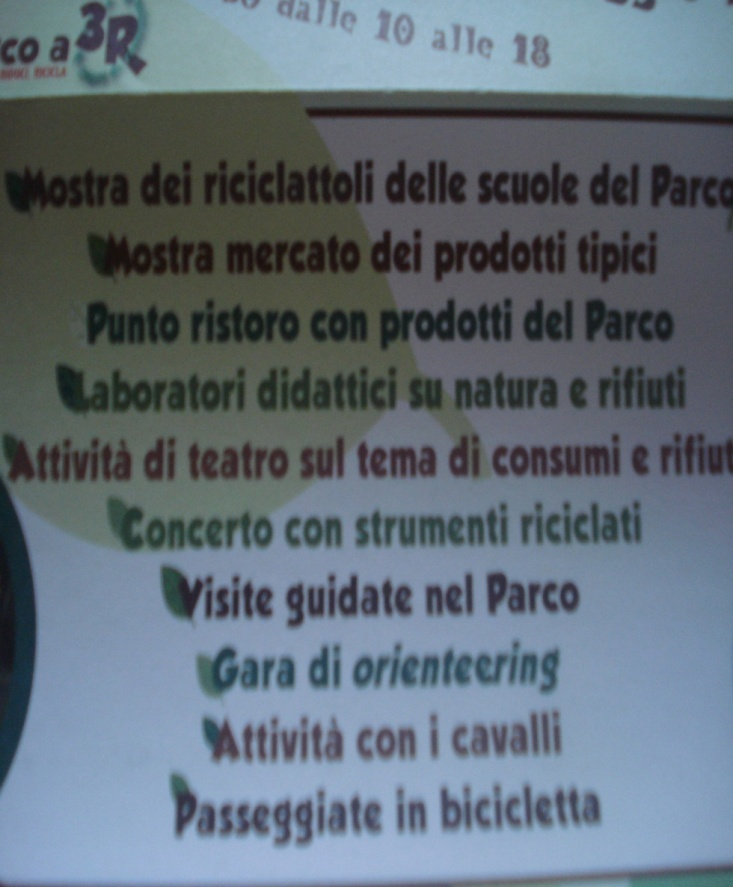 dalle 10 alle 18
co a 3R
Mostra dei riciclattoli delle scuole del Parco
Mostra mercato dei prodotti tipici
Punto ristoro con prodotti del Parco
Laboratori didattici su natura e rifiuti
Attività di teatro sul tema di consumi e rifiut
Concerto con strumenti riciclati
Visite guidate nel Parco
Gara di orienteering
Attività con i cavalli
Passeggiate in bicicletta